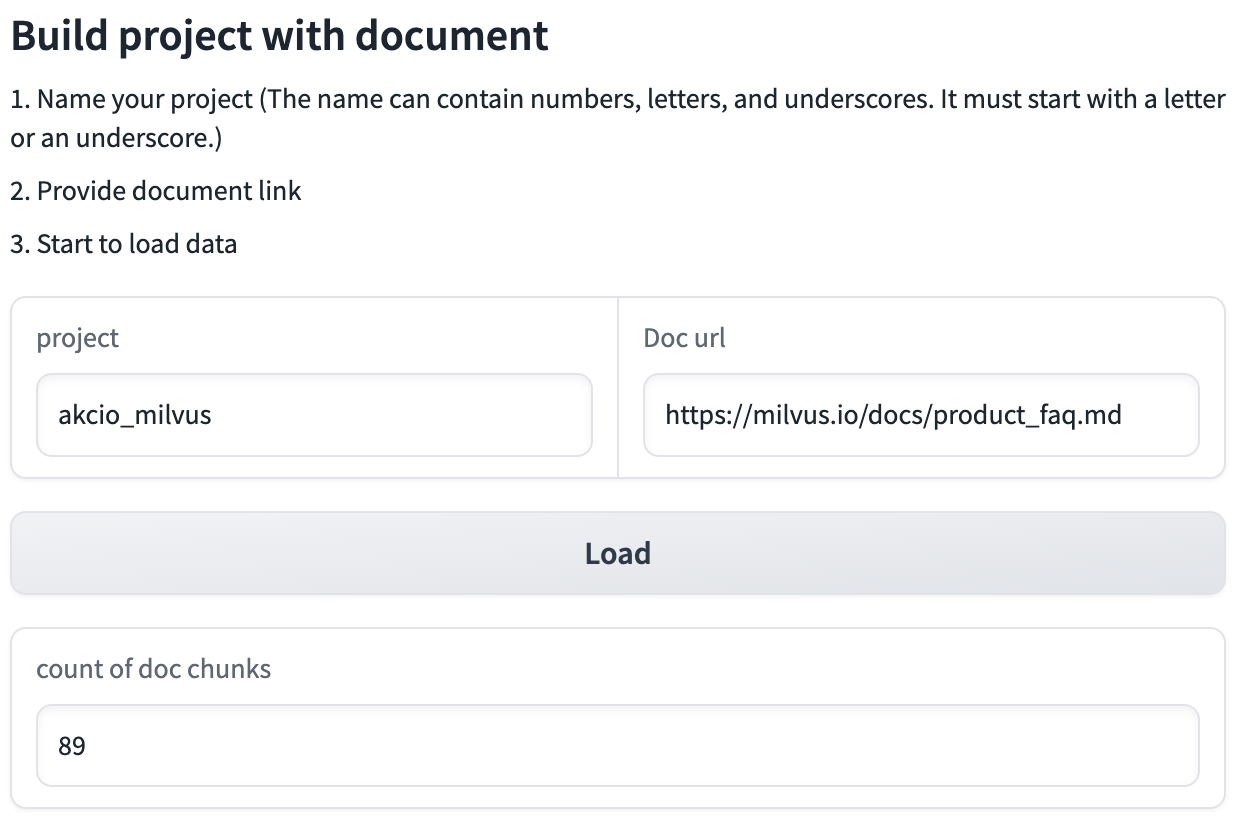 Build project with document
1. Name your project (The name can contain numbers, letters, and underscores. It must start with a letter
or an underscore.)
2. Provide document link
3. Start to load data
project
Doc url
akcio_milvus
https://milvus.io/docs/product_faq.md
Load
count of doc chunks
89